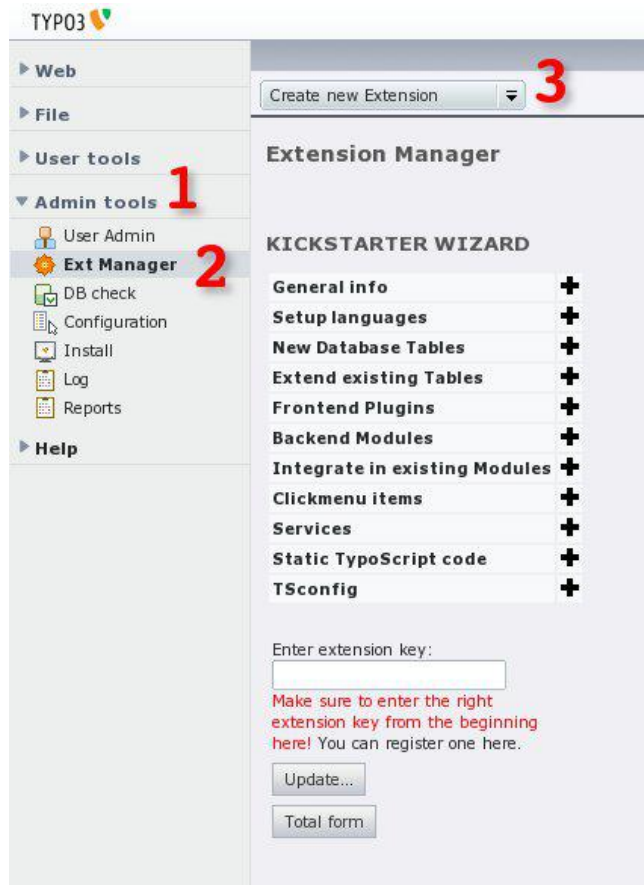 TYPO3
Web
File
User tools
Admin tools 1
User Admin
Ext Manager 2
DB check
Configuration
Install
Log
Reports
Help
Create new Extension 3
Extension Manager
KICKSTARTER WIZARD
General info
Setup languages
New Database Tables
Extend existing Tables
Frontend Plugins
Backend Modules
Integrate in existing Modules
Clickmenu items
Services
Static TypoScript code
TSconfig
Enter extension key:
Make sure to enter the right
extension key from the beginning
here! You can register one here.
Update...
Total form